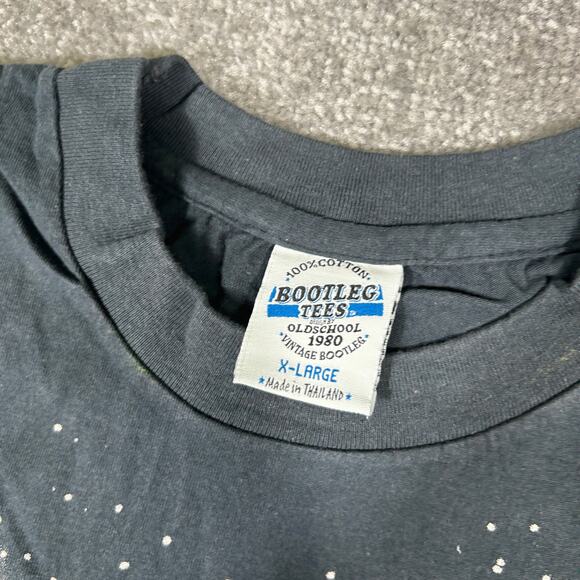 ★ 100% COTTON ★
BOOTLEG
TEES
OLDSCHOOL
1980
VINTAGE BOOTLEG
X-LARGE
★ Made in THAILAND ★